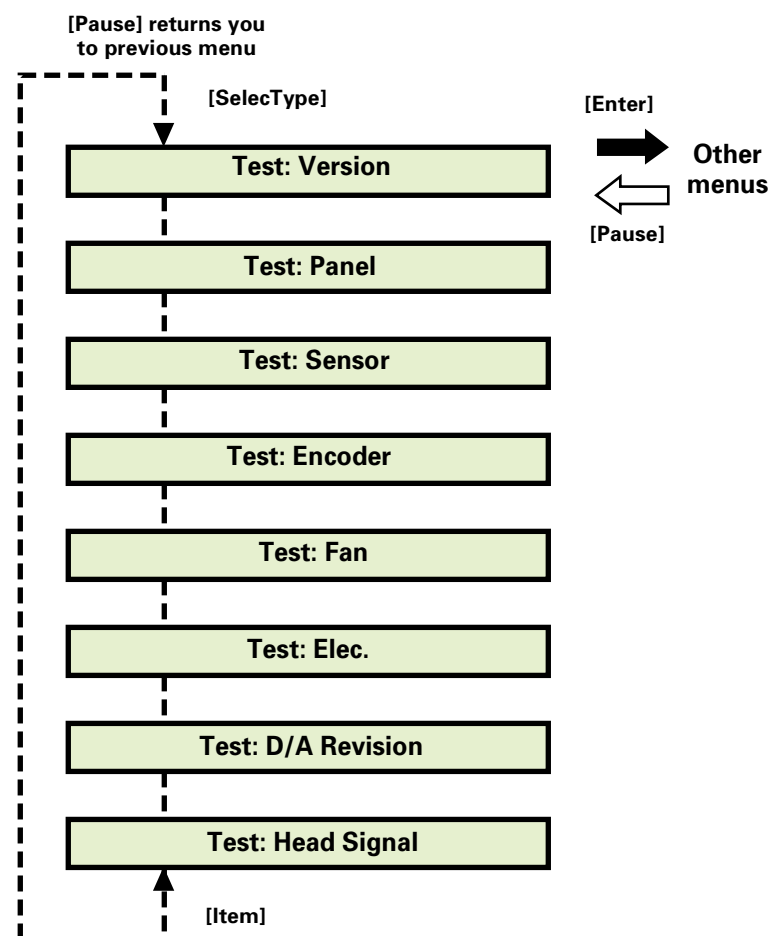 [Pause] returns you
to previous menu
[SelecType]
[Enter]
Test: Version
Other
menus
[Pause]
Test: Panel
Test: Sensor
Test: Encoder
Test: Fan
Test: Elec.
Test: D/A Revision
Test: Head Signal
[Item]